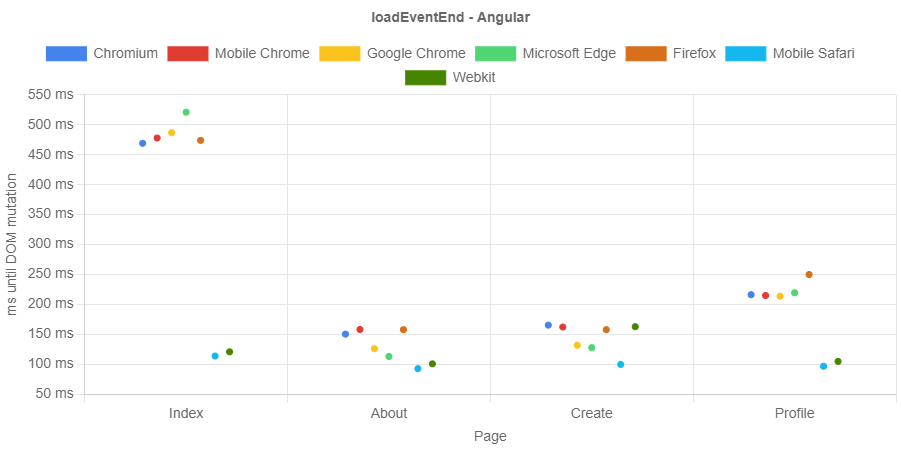 loadEventEnd - Angular
Chromium Mobile Chrome Google Chrome Microsoft Edge Firefox Mobile Safari
Webkit
550 ms
500 ms
450 ms
400 ms
350 ms
300 ms
250 ms
200 ms
150 ms
100 ms
50 ms
ms until DOM mutation
Index About Create Profile
Page